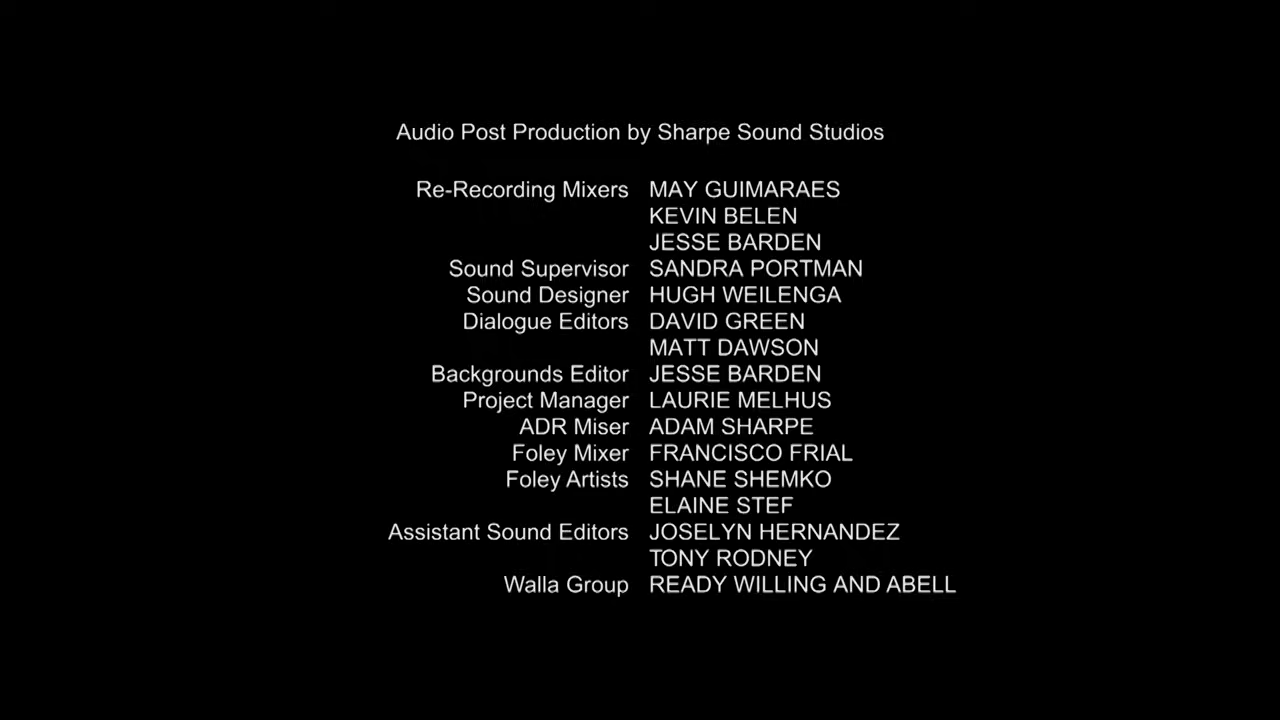 Audio Post Production by Sharpe Sound Studios
Re-Recording Mixers MAY GUIMARAES
KEVIN BELEN
JESSE BARDEN
Sound Supervisor SANDRA PORTMAN
Sound Designer HUGH WEILENGA
Dialogue Editors DAVID GREEN
MATT DAWSON
Backgrounds Editor JESSE BARDEN
Project Manager LAURIE MELHUS
ADR Miser ADAM SHARPE
Foley Mixer FRANCISCO FRIAL
Foley Artists SHANE SHEMKO
ELAINE STEF
Assistant Sound Editors JOSELYN HERNANDEZ
TONY RODNEY
Walla Group READY WILLING AND ABELL